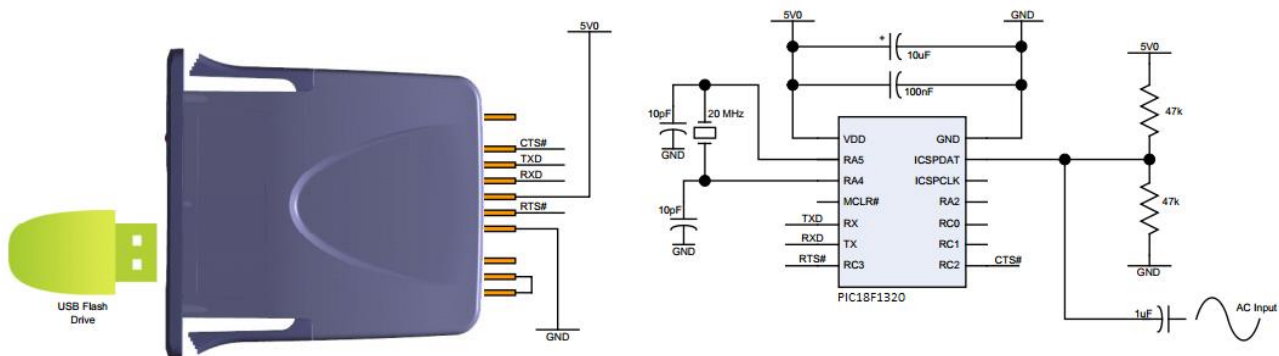 5V0
CTS#
TXD
RXD
RTS#
USB Flash
Drive
GND
5V0
GND
+
10uF
100nF
10pF
20 MHz
GND
10pF
GND
VDD
RA5
RA4
MCLR#
RX
TX
RC3
GND
ICSPDAT
ICSPCLK
RA2
RC0
RC1
RC2
TXD
RXD
RTS#
CTS#
PIC18F1320
5V0
47k
47k
GND
1uF
AC Input